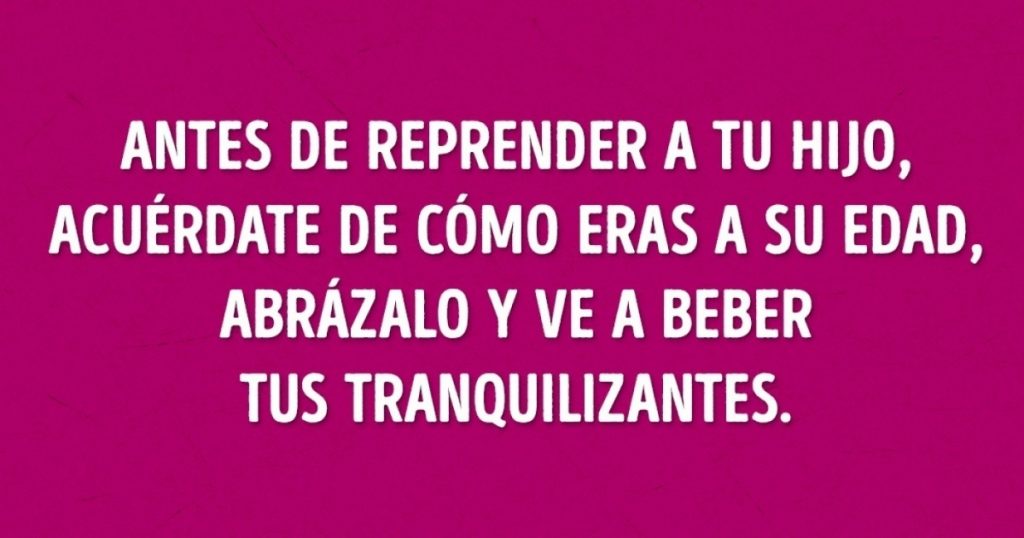 ANTES DE REPRENDER A TU HIJO,
ACUÉRDATE DE CÓMO ERAS A SU EDAD,
ABRÁZALO Y VE A BEBER
TUS TRANQUILIZANTES.